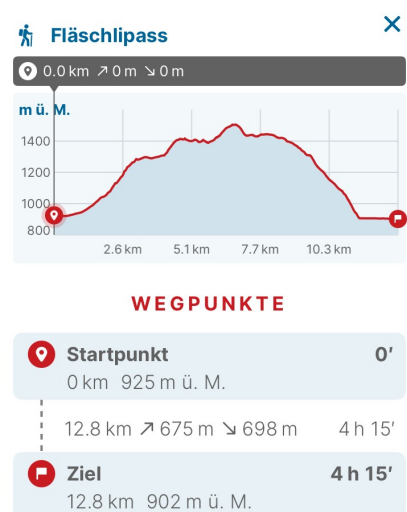 Fläschlipass
0.0 km ↗ 0 m ↘ 0 m
m ü. M.
1400
1200
1000
800
2.6 km 5.1 km 7.7 km 10.3 km
WEGPUNKTE
Startpunkt 0'
0 km 925 m ü. M.
12.8 km ↗ 675 m ↘ 698 m 4 h 15'
Ziel 4 h 15'
12.8 km 902 m ü. M.